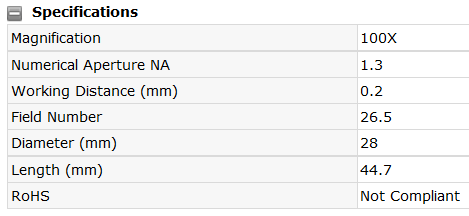 Specifications
Magnification 100X
Numerical Aperture NA 1.3
Working Distance (mm) 0.2
Field Number 26.5
Diameter (mm) 28
Length (mm) 44.7
RoHS Not Compliant